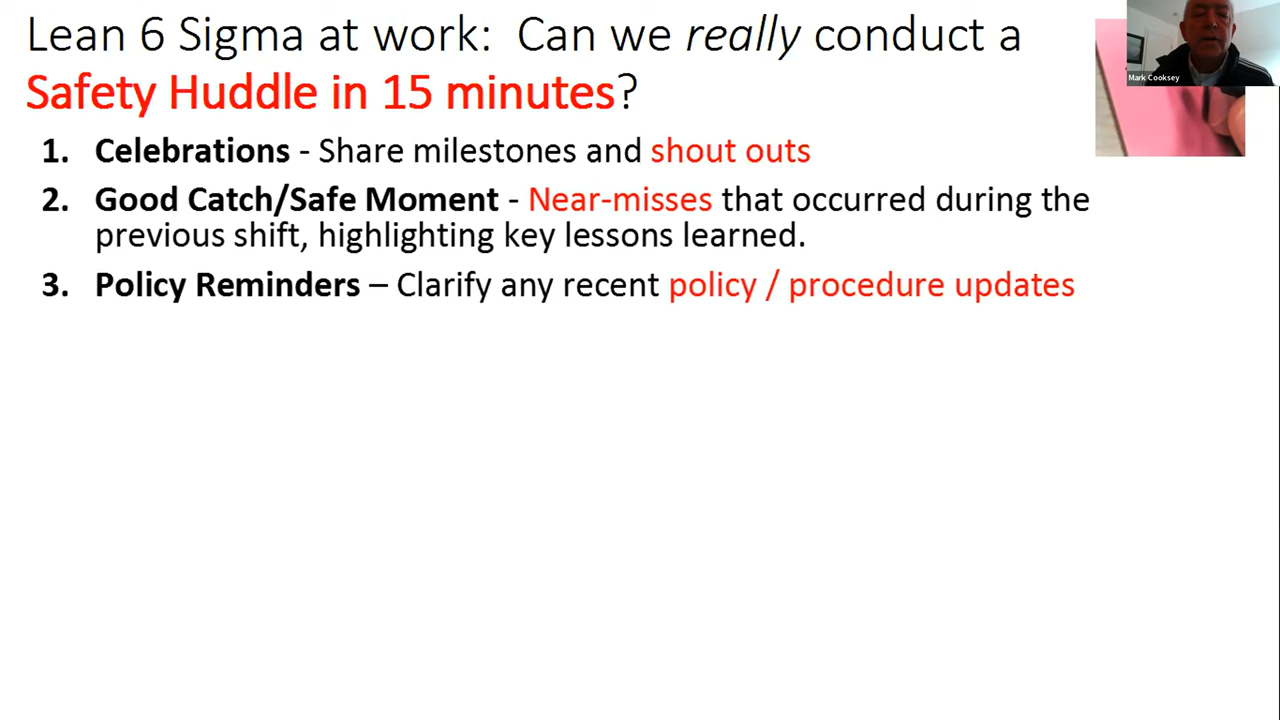 Lean 6 Sigma at work:  Can we really conduct a
Safety Huddle in 15 minutes?
Mark Cooksey
1. Celebrations - Share milestones and shout outs
2. Good Catch/Safe Moment - Near-misses that occurred during the
previous shift, highlighting key lessons learned.
3. Policy Reminders – Clarify any recent policy / procedure updates